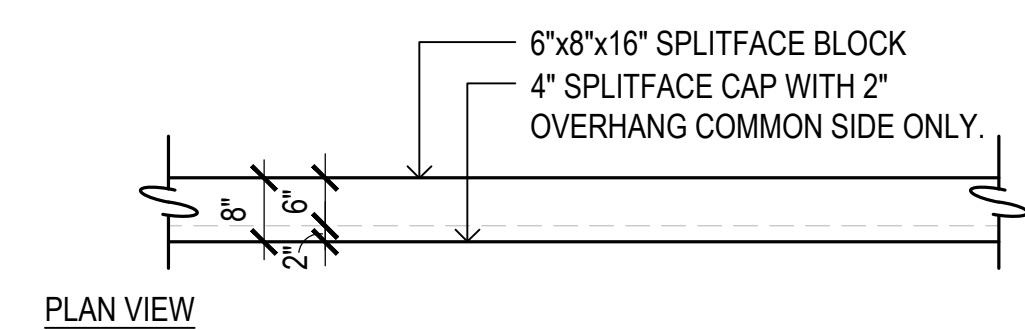 6"x8"x16" SPLITFACE BLOCK
4" SPLITFACE CAP WITH 2"
OVERHANG COMMON SIDE ONLY.
8"
6"
2"
PLAN VIEW